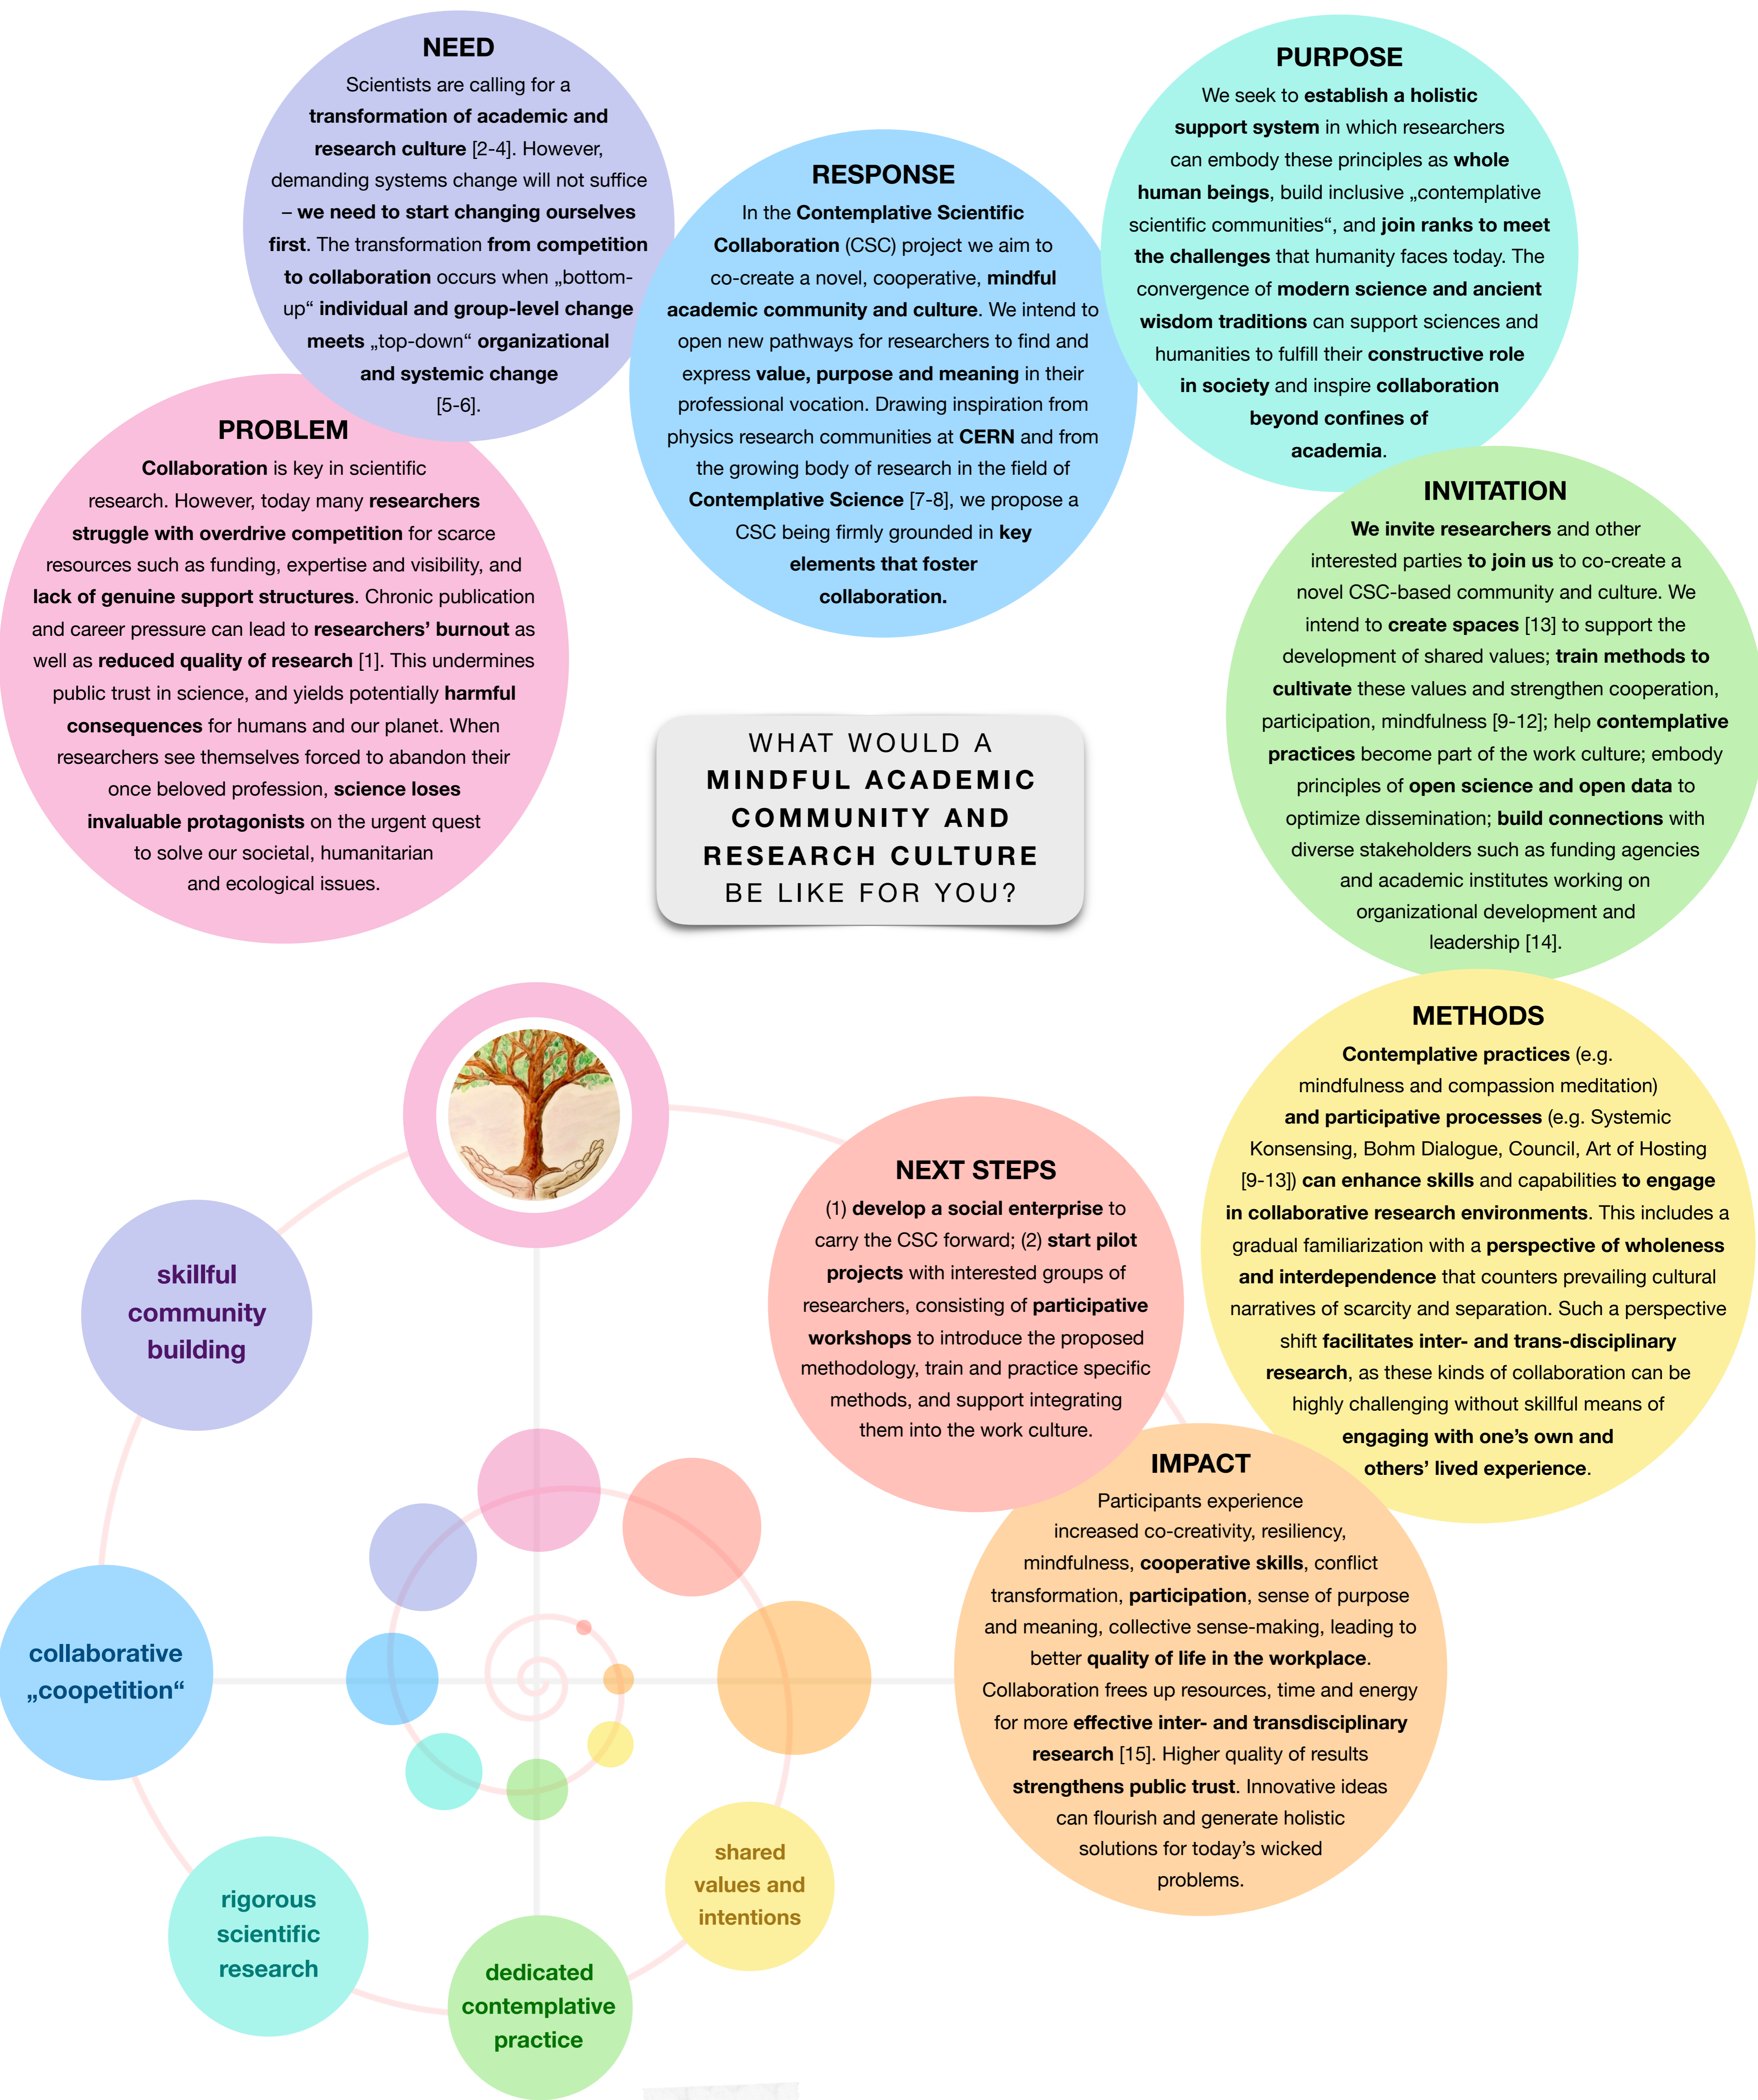 NEED
Scientists are calling for a
transformation of academic and
research culture [2-4]. However,
demanding systems change will not suffice
– we need to start changing ourselves
first. The transformation from competition
to collaboration occurs when „bottom-
up“ individual and group-level change
meets „top-down“ organizational
and systemic change
[5-6].
PROBLEM
Collaboration is key in scientific
research. However, today many researchers
struggle with overdrive competition for scarce
resources such as funding, expertise and visibility, and
lack of genuine support structures. Chronic publication
and career pressure can lead to researchers’ burnout as
well as reduced quality of research [1]. This undermines
public trust in science, and yields potentially harmful
consequences for humans and our planet. When
researchers see themselves forced to abandon their
once beloved profession, science loses
invaluable protagonists on the urgent quest
to solve our societal, humanitarian
and ecological issues.
RESPONSE
In the Contemplative Scientific
Collaboration (CSC) project we aim to
co-create a novel, cooperative, mindful
academic community and culture. We intend to
open new pathways for researchers to find and
express value, purpose and meaning in their
professional vocation. Drawing inspiration from
physics research communities at CERN and from
the growing body of research in the field of
Contemplative Science [7-8], we propose a
CSC being firmly grounded in key
elements that foster
collaboration.
PURPOSE
We seek to establish a holistic
support system in which researchers
can embody these principles as whole
human beings, build inclusive „contemplative
scientific communities“, and join ranks to meet
the challenges that humanity faces today. The
convergence of modern science and ancient
wisdom traditions can support sciences and
humanities to fulfill their constructive role
in society and inspire collaboration
beyond confines of
academia.
INVITATION
We invite researchers and other
interested parties to join us to co-create a
novel CSC-based community and culture. We
intend to create spaces [13] to support the
development of shared values; train methods to
cultivate these values and strengthen cooperation,
participation, mindfulness [9-12]; help contemplative
practices become part of the work culture; embody
principles of open science and open data to
optimize dissemination; build connections with
diverse stakeholders such as funding agencies
and academic institutes working on
organizational development and
leadership [14].
WHAT WOULD A
MINDFUL ACADEMIC
COMMUNITY AND
RESEARCH CULTURE
BE LIKE FOR YOU?
METHODS
Contemplative practices (e.g.
mindfulness and compassion meditation)
and participative processes (e.g. Systemic
Konsensing, Bohm Dialogue, Council, Art of Hosting
[9-13]) can enhance skills and capabilities to engage
in collaborative research environments. This includes a
gradual familiarization with a perspective of wholeness
and interdependence that counters prevailing cultural
narratives of scarcity and separation. Such a perspective
shift facilitates inter- and trans-disciplinary
research, as these kinds of collaboration can be
highly challenging without skillful means of
engaging with one’s own and
others’ lived experience.
NEXT STEPS
(1) develop a social enterprise to
carry the CSC forward; (2) start pilot
projects with interested groups of
researchers, consisting of participative
workshops to introduce the proposed
methodology, train and practice specific
methods, and support integrating
them into the work culture.
IMPACT
Participants experience
increased co-creativity, resiliency,
mindfulness, cooperative skills, conflict
transformation, participation, sense of purpose
and meaning, collective sense-making, leading to
better quality of life in the workplace.
Collaboration frees up resources, time and energy
for more effective inter- and transdisciplinary
research [15]. Higher quality of results
strengthens public trust. Innovative ideas
can flourish and generate holistic
solutions for today’s wicked
problems.
skillful
community
building
collaborative
„coopetition“
rigorous
scientific
research
dedicated
contemplative
practice
shared
values and
intentions